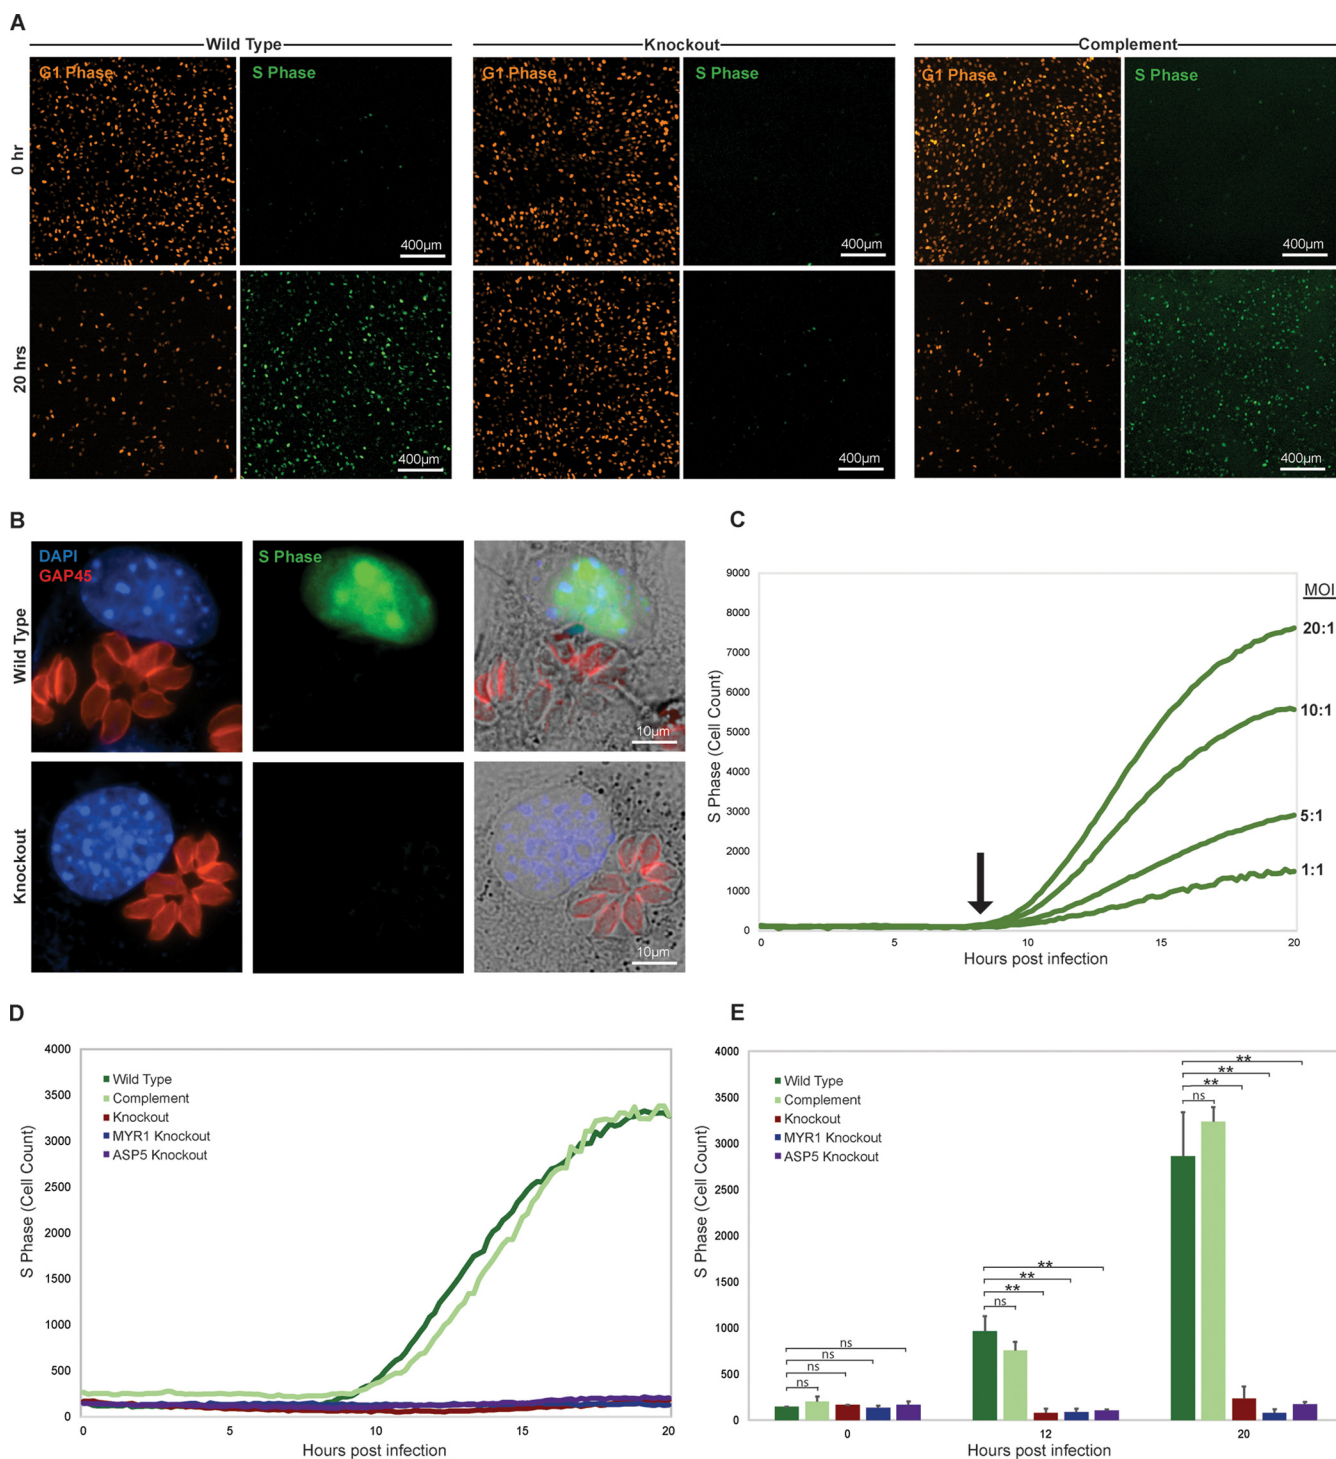 A
Wild Type
Knockout
Complement
G1 Phase
S Phase
G1 Phase
S Phase
G1 Phase
S Phase
0 hr
400µm
400µm
400µm
20 hrs
400µm
400µm
400µm
B
DAPI
GAP45
S Phase
Wild Type
10µm
Knockout
10µm
C
9000
8000
7000
6000
5000
4000
3000
2000
1000
0
S Phase (Cell Count)
MOI
20:1
10:1
5:1
1:1
0
5
10
15
20
Hours post infection
D
4000
3500
3000
2500
2000
1500
1000
500
0
S Phase (Cell Count)
Wild Type
Complement
Knockout
MYR1 Knockout
ASP5 Knockout
0
5
10
15
20
Hours post infection
E
4000
3500
3000
2500
2000
1500
1000
500
0
S Phase (Cell Count)
Wild Type
Complement
Knockout
MYR1 Knockout
ASP5 Knockout
ns
ns
ns
ns
**
**
**
ns
**
**
**
ns
0
12
20
Hours post infection